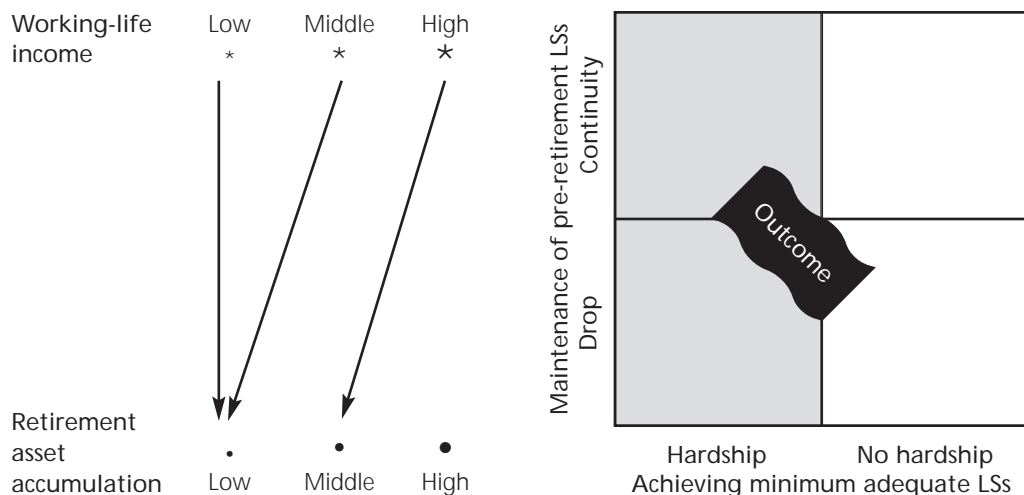 Working-life
income
Low
Middle
High
*
*
*
Retirement
asset
accumulation
Low
Middle
High
Maintenance of pre-retirement LSs
Continuity
Drop
Outcome
Hardship
No hardship
Achieving minimum adequate LSs